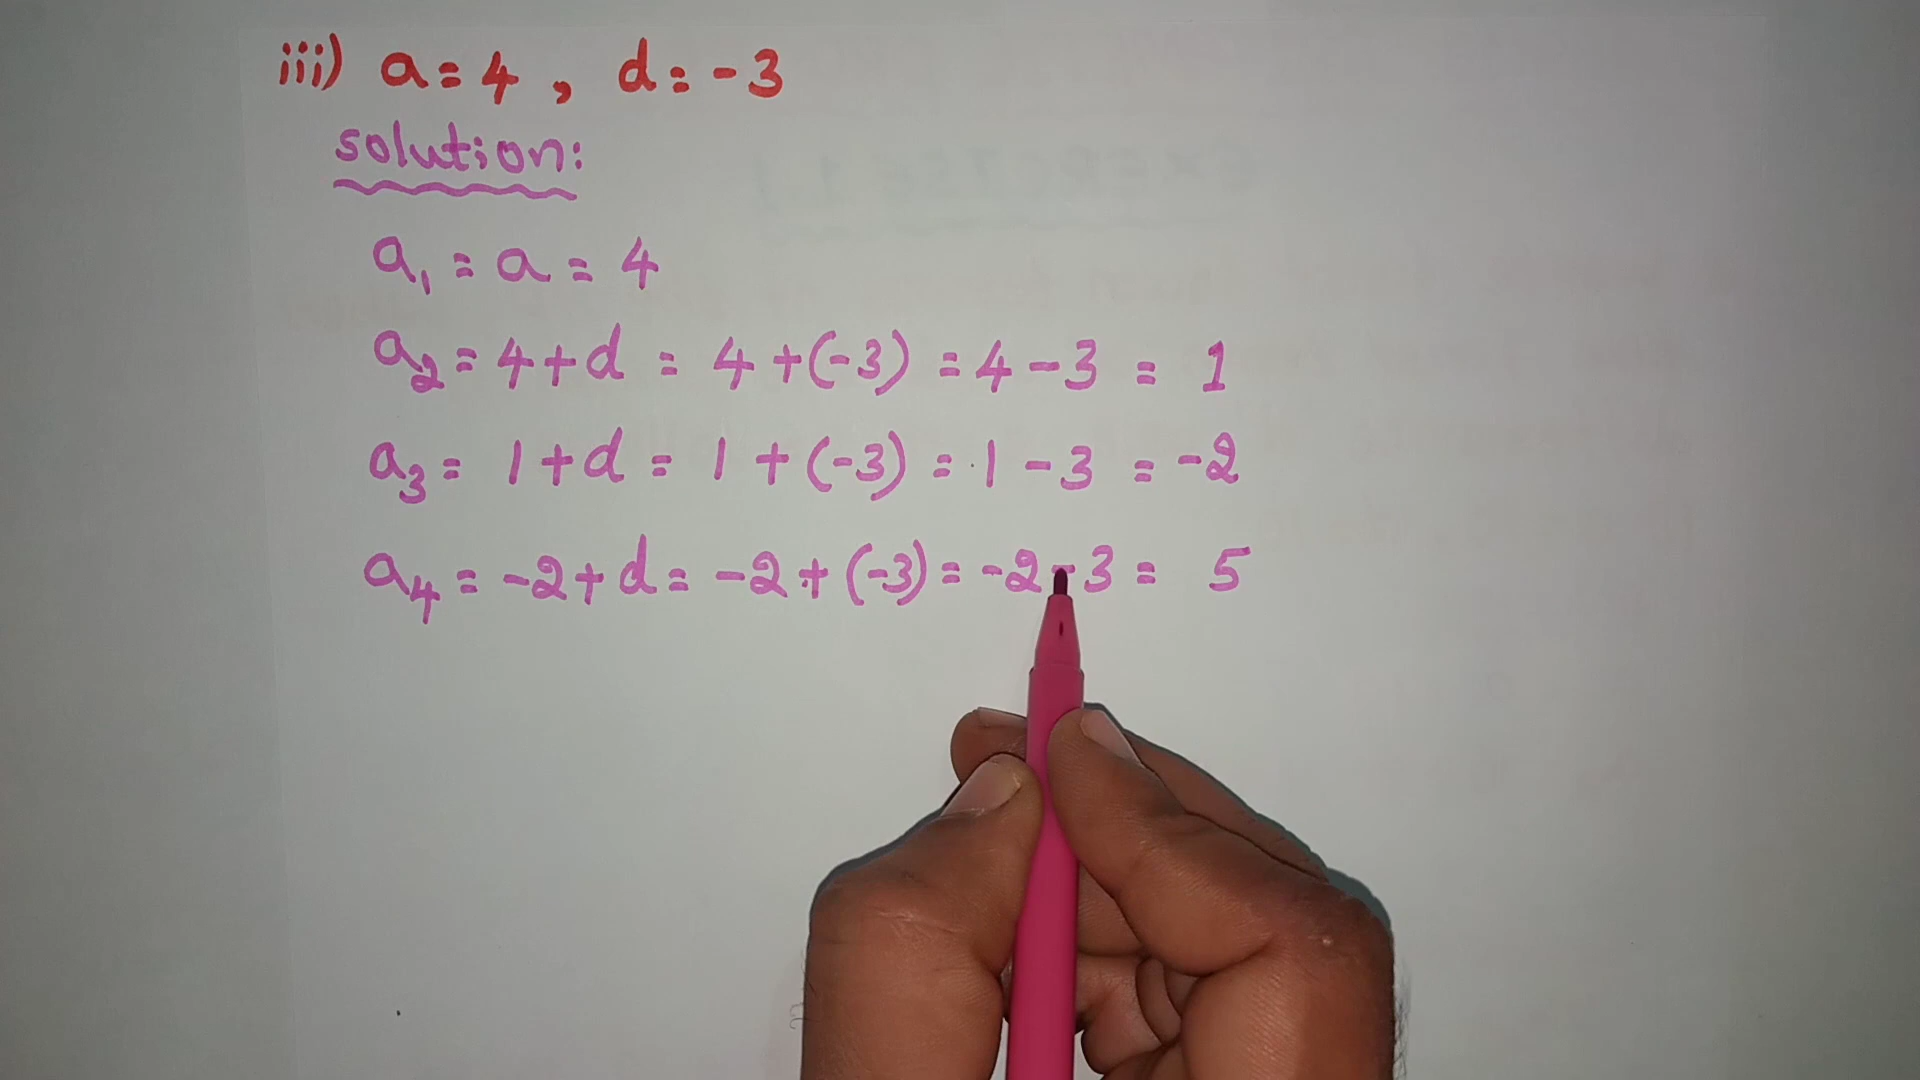 iii) a = 4 , d = -3
solution:
a₁ = a = 4
a₂ = 4 + d = 4 + (-3) = 4 - 3 = 1
a₃ = 1 + d = 1 + (-3) = 1 - 3 = -2
a₄ = -2 + d = -2 + (-3) = -2 - 3 = 5